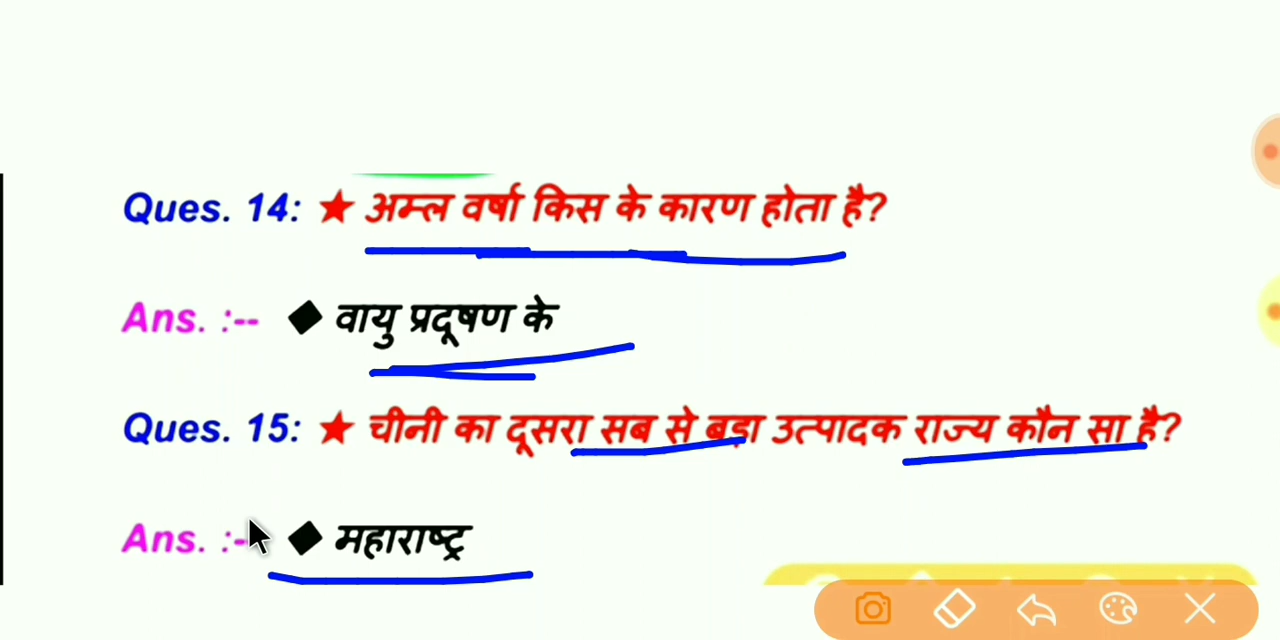 Ques. 14: ★ अम्ल वर्षा किस के कारण होता है?
Ans. :-- ◆ वायु प्रदूषण के
Ques. 15: ★ चीनी का दूसरा सब से बड़ा उत्पादक राज्य कौन सा है?
Ans. :-- ◆ महाराष्ट्र